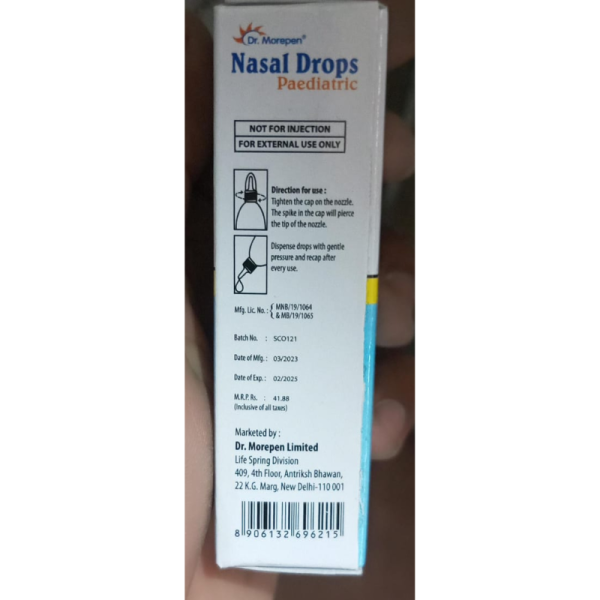 Dr. Morepen®
Nasal Drops
Paediatric
NOT FOR INJECTION
FOR EXTERNAL USE ONLY
Direction for use :
Tighten the cap on the nozzle.
The spike in the cap will pierce
the tip of the nozzle.
Dispense drops with gentle
pressure and recap after
every use.
Mfg. Lic. No. : { MNB/19/1064
& MB/19/1065
Batch No. : SCO121
Date of Mfg. : 03/2023
Date of Exp. : 02/2025
M.R.P. Rs. : 41.88
(Inclusive of all taxes)
Marketed by :
Dr. Morepen Limited
Life Spring Division
409, 4th Floor, Antriksh Bhawan,
22 K.G. Marg, New Delhi-110 001
8 906132 696215